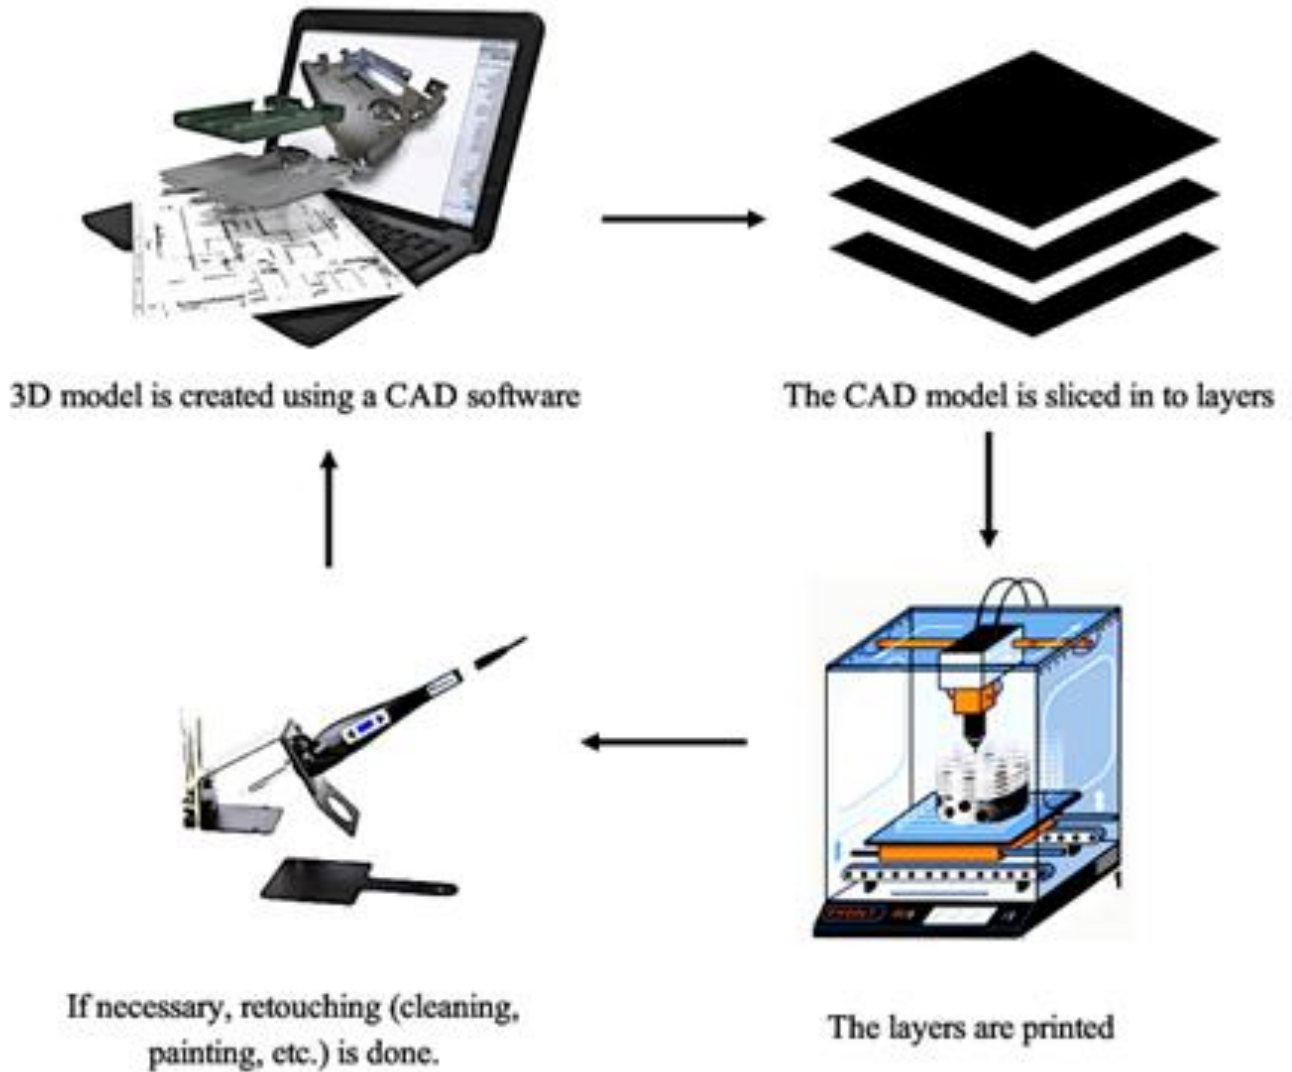 3D model is created using a CAD software
The CAD model is sliced in to layers
If necessary, retouching (cleaning,
painting, etc.) is done.
The layers are printed